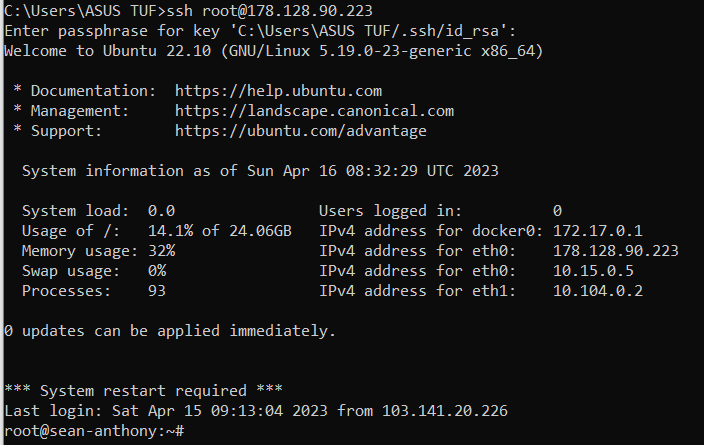 C:\Users\ASUS TUF>ssh root@178.128.90.223
Enter passphrase for key 'C:\Users\ASUS TUF/.ssh/id_rsa':
Welcome to Ubuntu 22.10 (GNU/Linux 5.19.0-23-generic x86_64)

 * Documentation:  https://help.ubuntu.com
 * Management:     https://landscape.canonical.com
 * Support:        https://ubuntu.com/advantage

  System information as of Sun Apr 16 08:32:29 UTC 2023

  System load:  0.0                Users logged in:         0
  Usage of /:   14.1% of 24.06GB   IPv4 address for docker0: 172.17.0.1
  Memory usage: 32%                IPv4 address for eth0:    178.128.90.223
  Swap usage:   0%                 IPv4 address for eth0:    10.15.0.5
  Processes:    93                 IPv4 address for eth1:    10.104.0.2

0 updates can be applied immediately.


*** System restart required ***
Last login: Sat Apr 15 09:13:04 2023 from 103.141.20.226
root@sean-anthony:~#